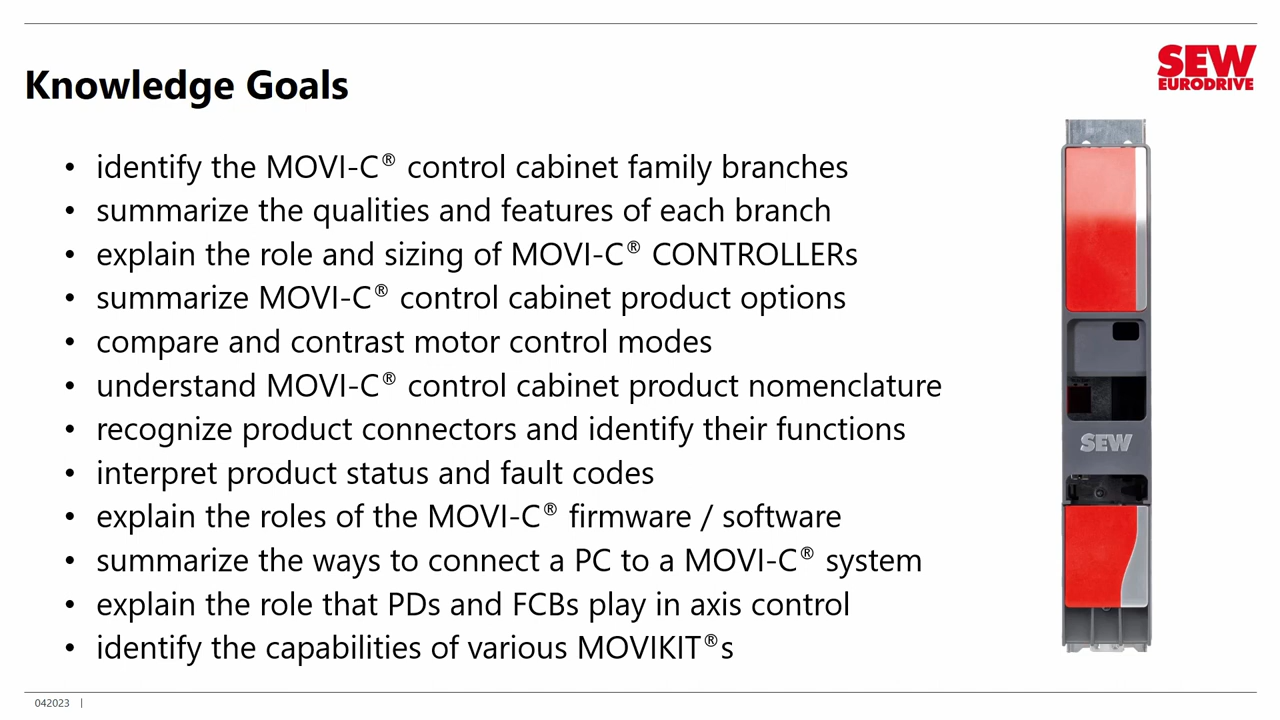 Knowledge Goals
SEW
EURODRIVE
• identify the MOVI-C® control cabinet family branches
• summarize the qualities and features of each branch
• explain the role and sizing of MOVI-C® CONTROLLERs
• summarize MOVI-C® control cabinet product options
• compare and contrast motor control modes
• understand MOVI-C® control cabinet product nomenclature
• recognize product connectors and identify their functions
• interpret product status and fault codes
• explain the roles of the MOVI-C® firmware / software
• summarize the ways to connect a PC to a MOVI-C® system
• explain the role that PDs and FCBs play in axis control
• identify the capabilities of various MOVIKIT®s
SEW
042023 |